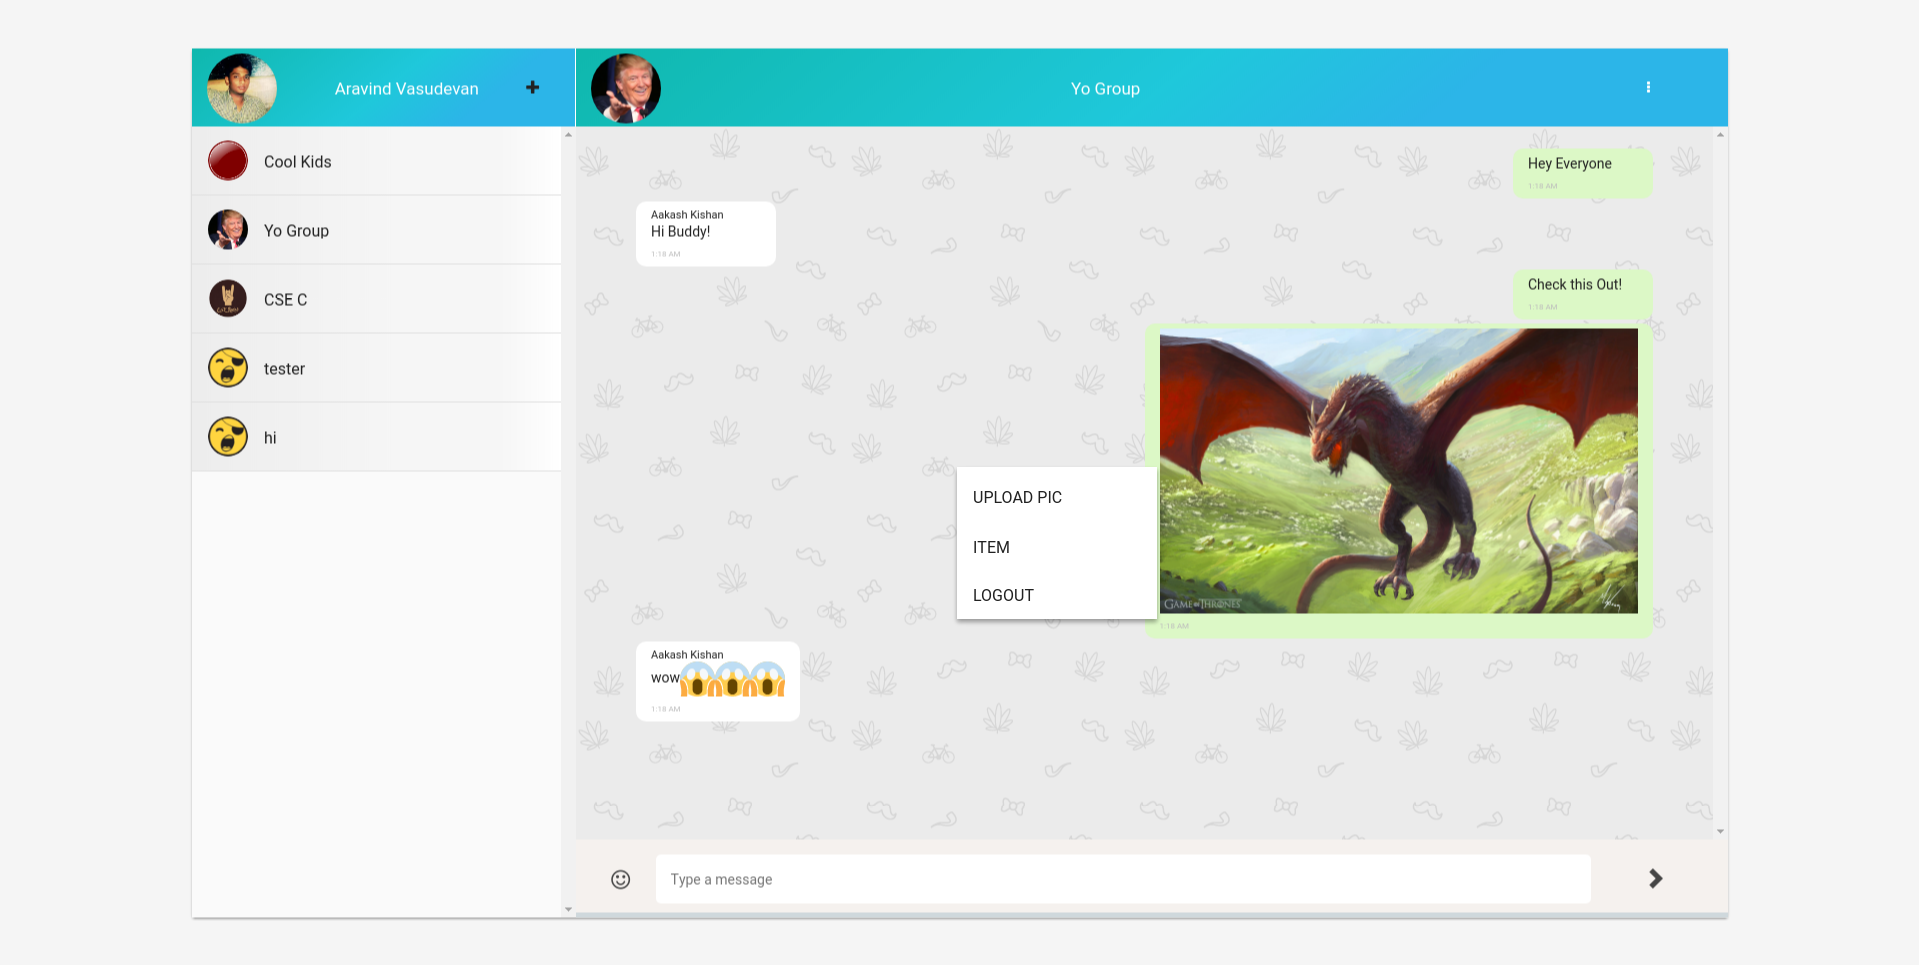 Aravind Vasudevan
Yo Group
Cool Kids
Yo Group
CSE C
tester
hi
Hey Everyone
1:18 AM
Aakash Kishan
Hi Buddy!
1:18 AM
Check this Out!
1:18 AM
GAME OF THRONES
1:18 AM
UPLOAD PIC
ITEM
LOGOUT
Aakash Kishan
wow😱😱😱
1:18 AM
Type a message